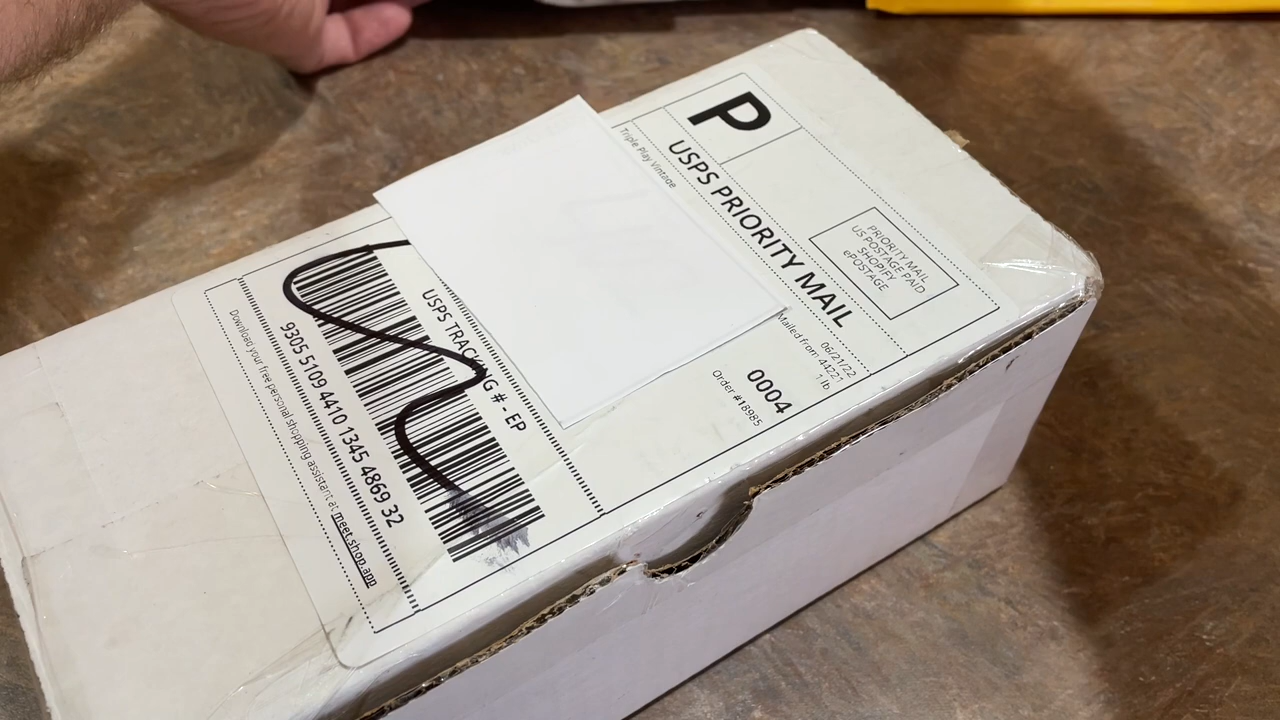 P
PRIORITY MAIL
US POSTAGE PAID
SHOPIFY
ePOSTAGE
USPS PRIORITY MAIL
Triple Play Vintage
06/21/22
Mailed from 44221
1 lb
0004
Order #18985
USPS TRACKING # - EP
9305 5109 4410 1345 4869 32
Download your free personal shopping assistant at meet.shop.app